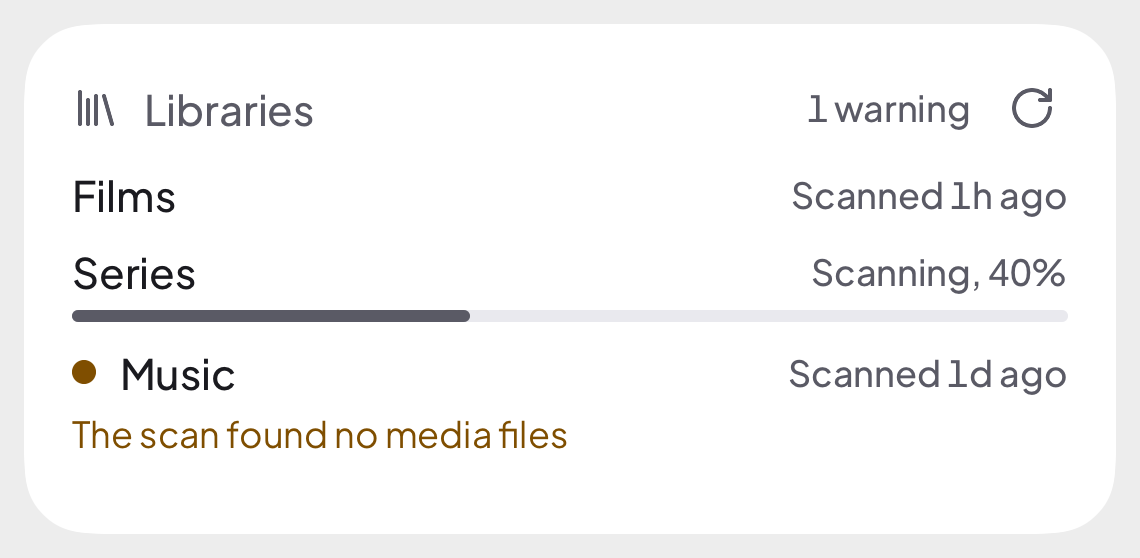 Libraries 1 warning
Films Scanned 1h ago
Series Scanning, 40%
Music Scanned 1d ago
The scan found no media files